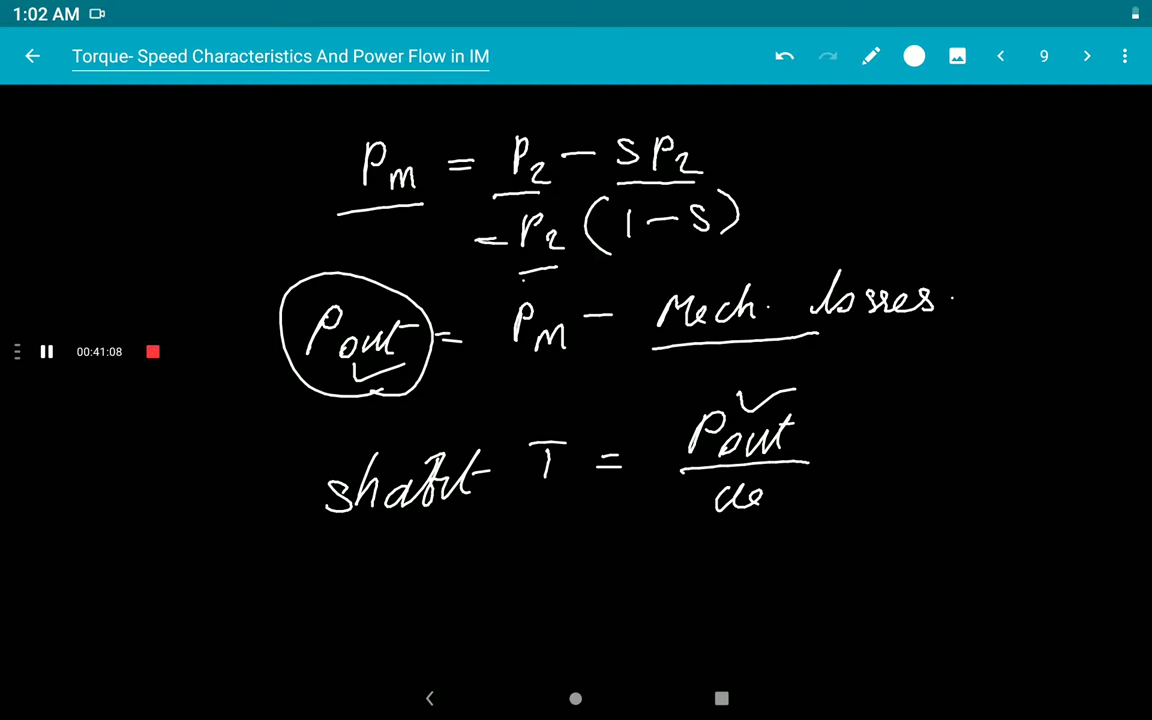 1:02 AM
Torque- Speed Characteristics And Power Flow in IM
9
Pm = P2 - SP2
= P2 (1 - S)
Pout = Pm - Mech. losses.
00:41:08
shaft T = Pout /